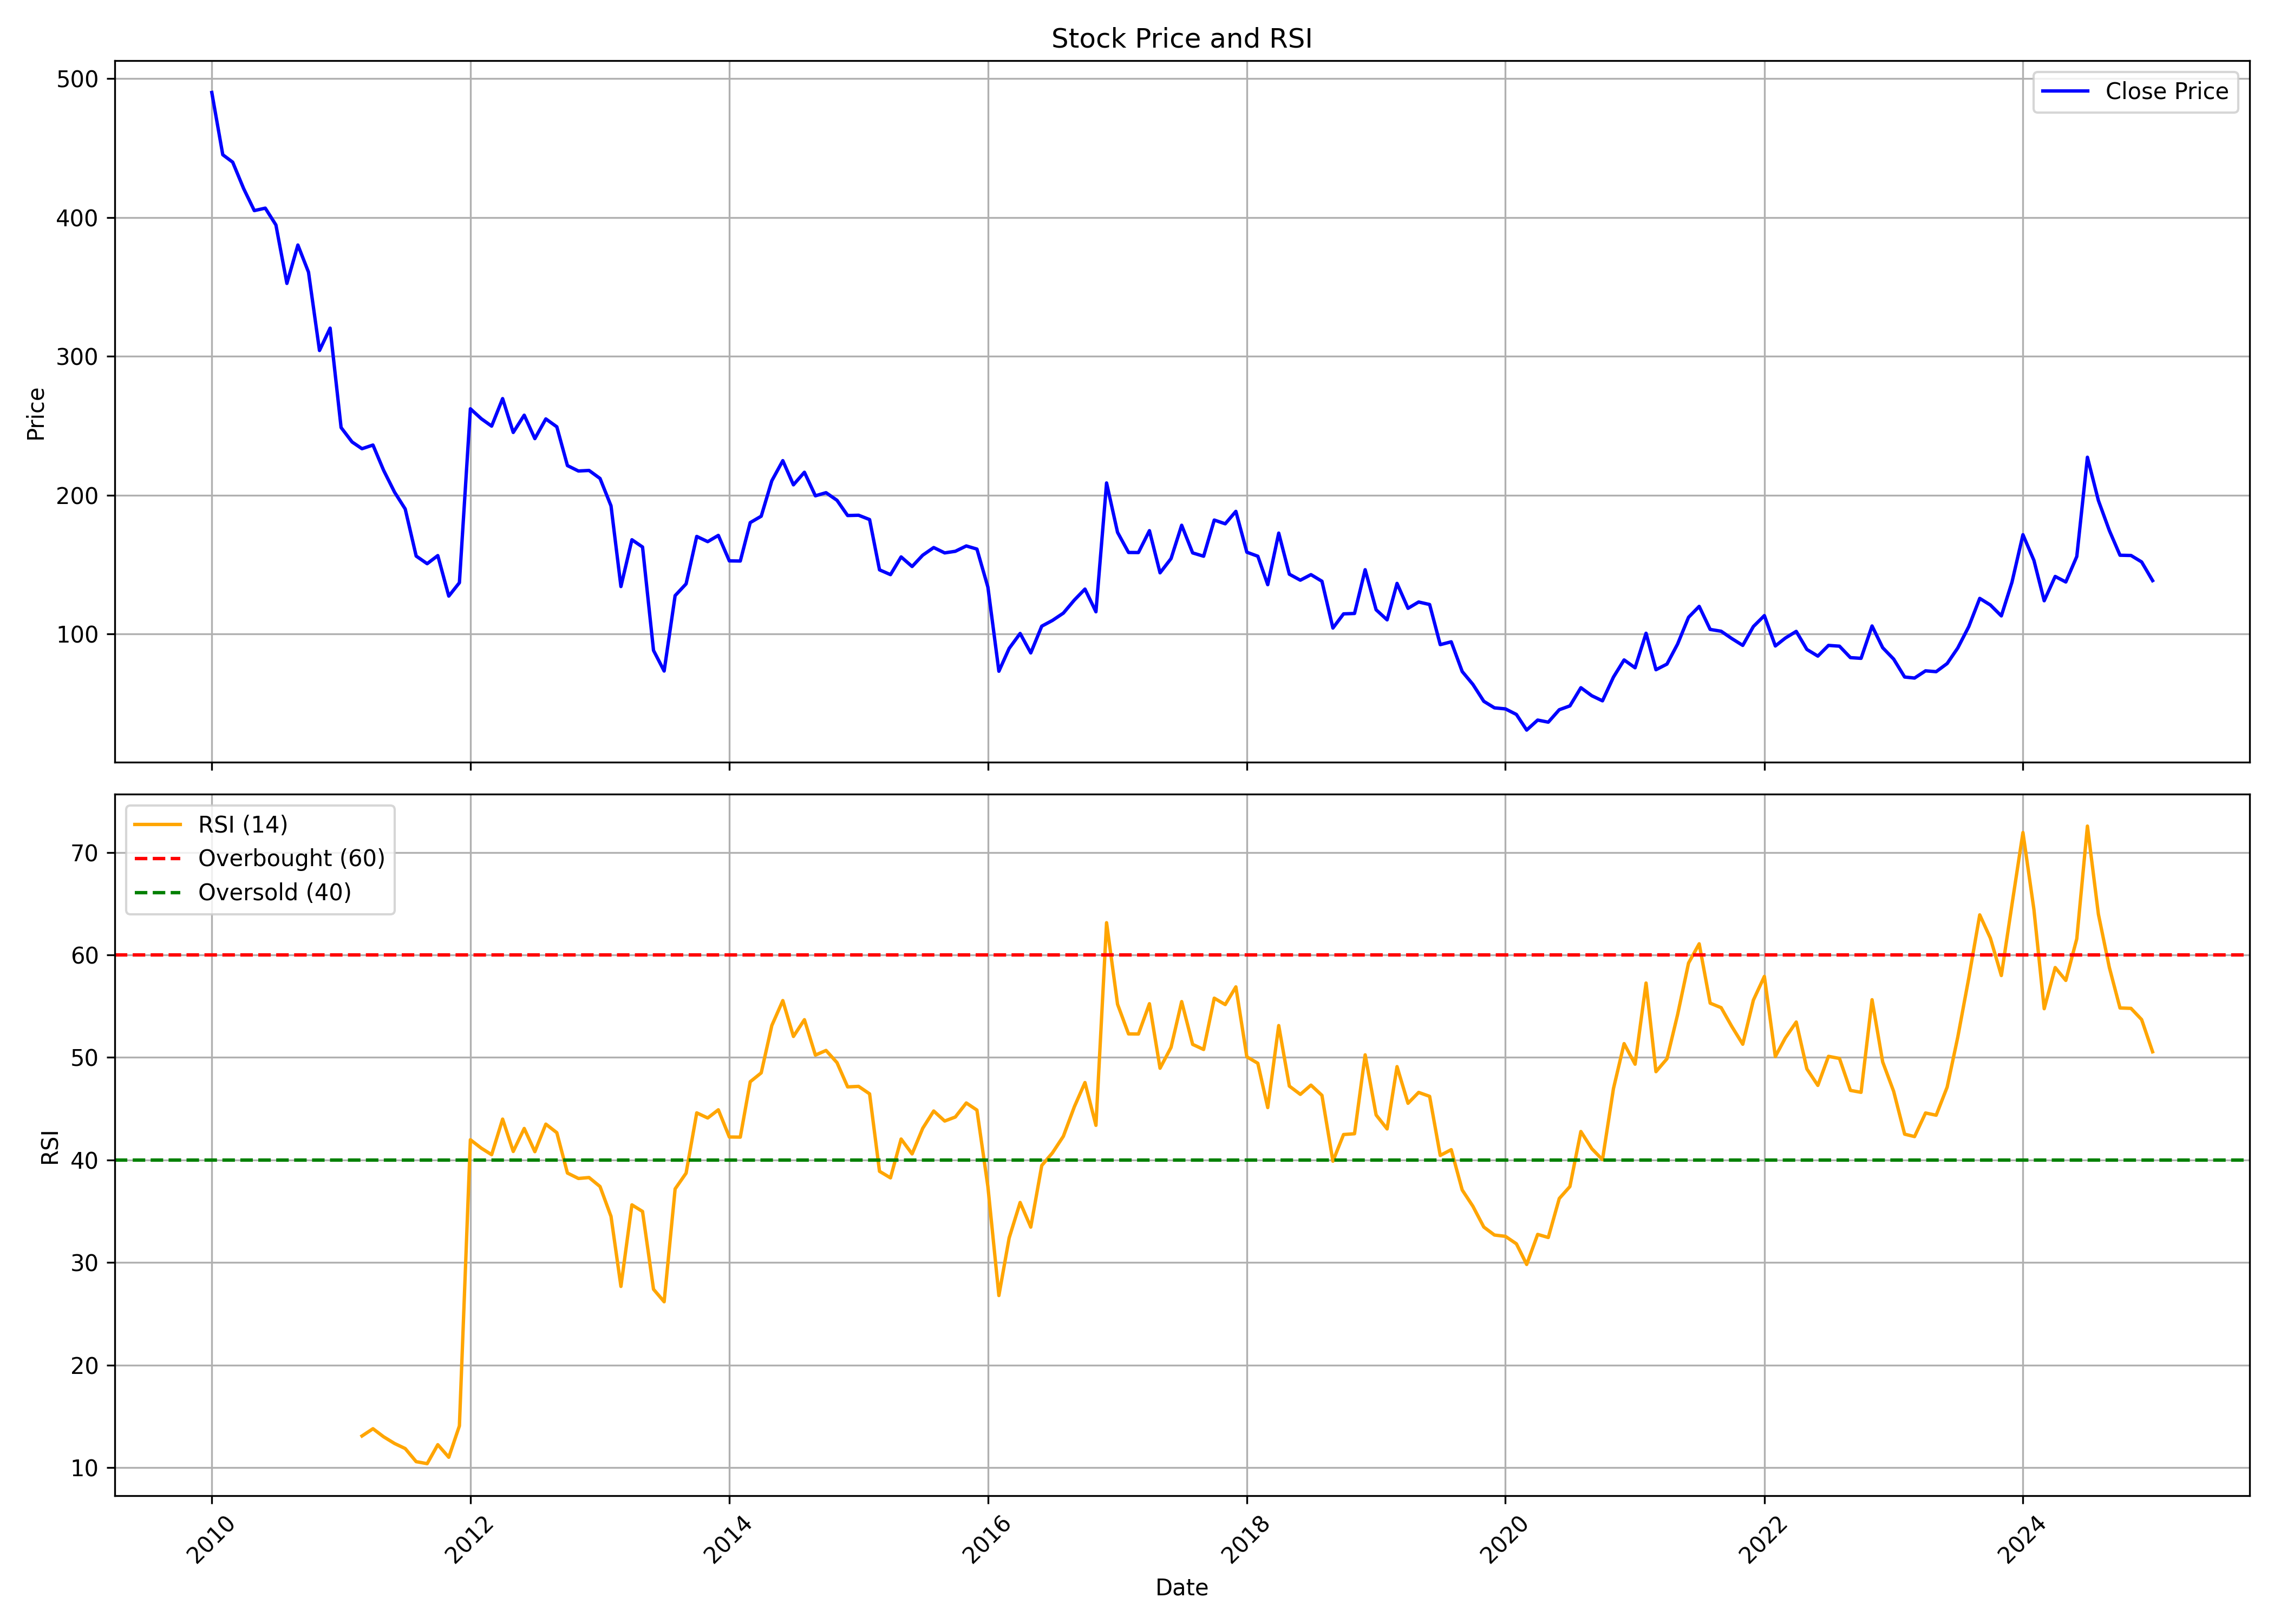 Stock Price and RSI
500
400
300
200
100
Price
Close Price
RSI (14)
Overbought (60)
Oversold (40)
70
60
50
40
30
20
10
RSI
2010
2012
2014
2016
2018
2020
2022
2024
Date